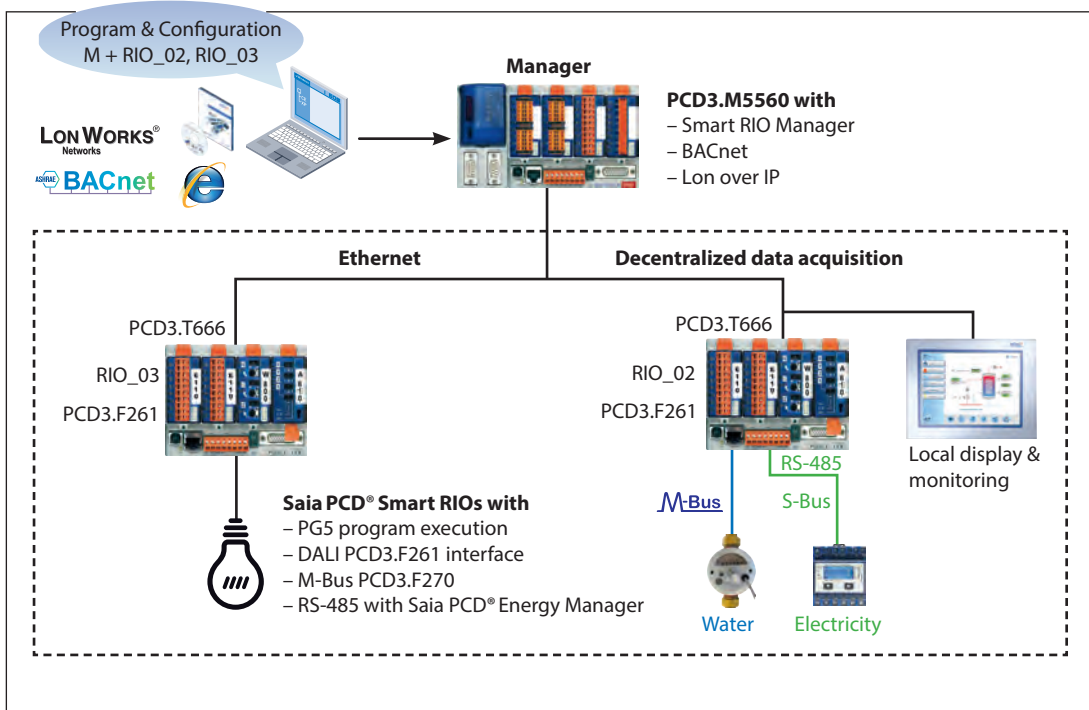 Program & Configuration
M + RIO_02, RIO_03
LONWORKS®
Networks
ASHRAE BACnet
Manager
PCD3.M5560 with
– Smart RIO Manager
– BACnet
– Lon over IP
Ethernet
Decentralized data acquisition
PCD3.T666
RIO_03
PCD3.F261
PCD3.T666
RIO_02
PCD3.F261
Local display &
monitoring
RS-485
S-Bus
M-Bus
Water
Electricity
Saia PCD® Smart RIOs with
– PG5 program execution
– DALI PCD3.F261 interface
– M-Bus PCD3.F270
– RS-485 with Saia PCD® Energy Manager